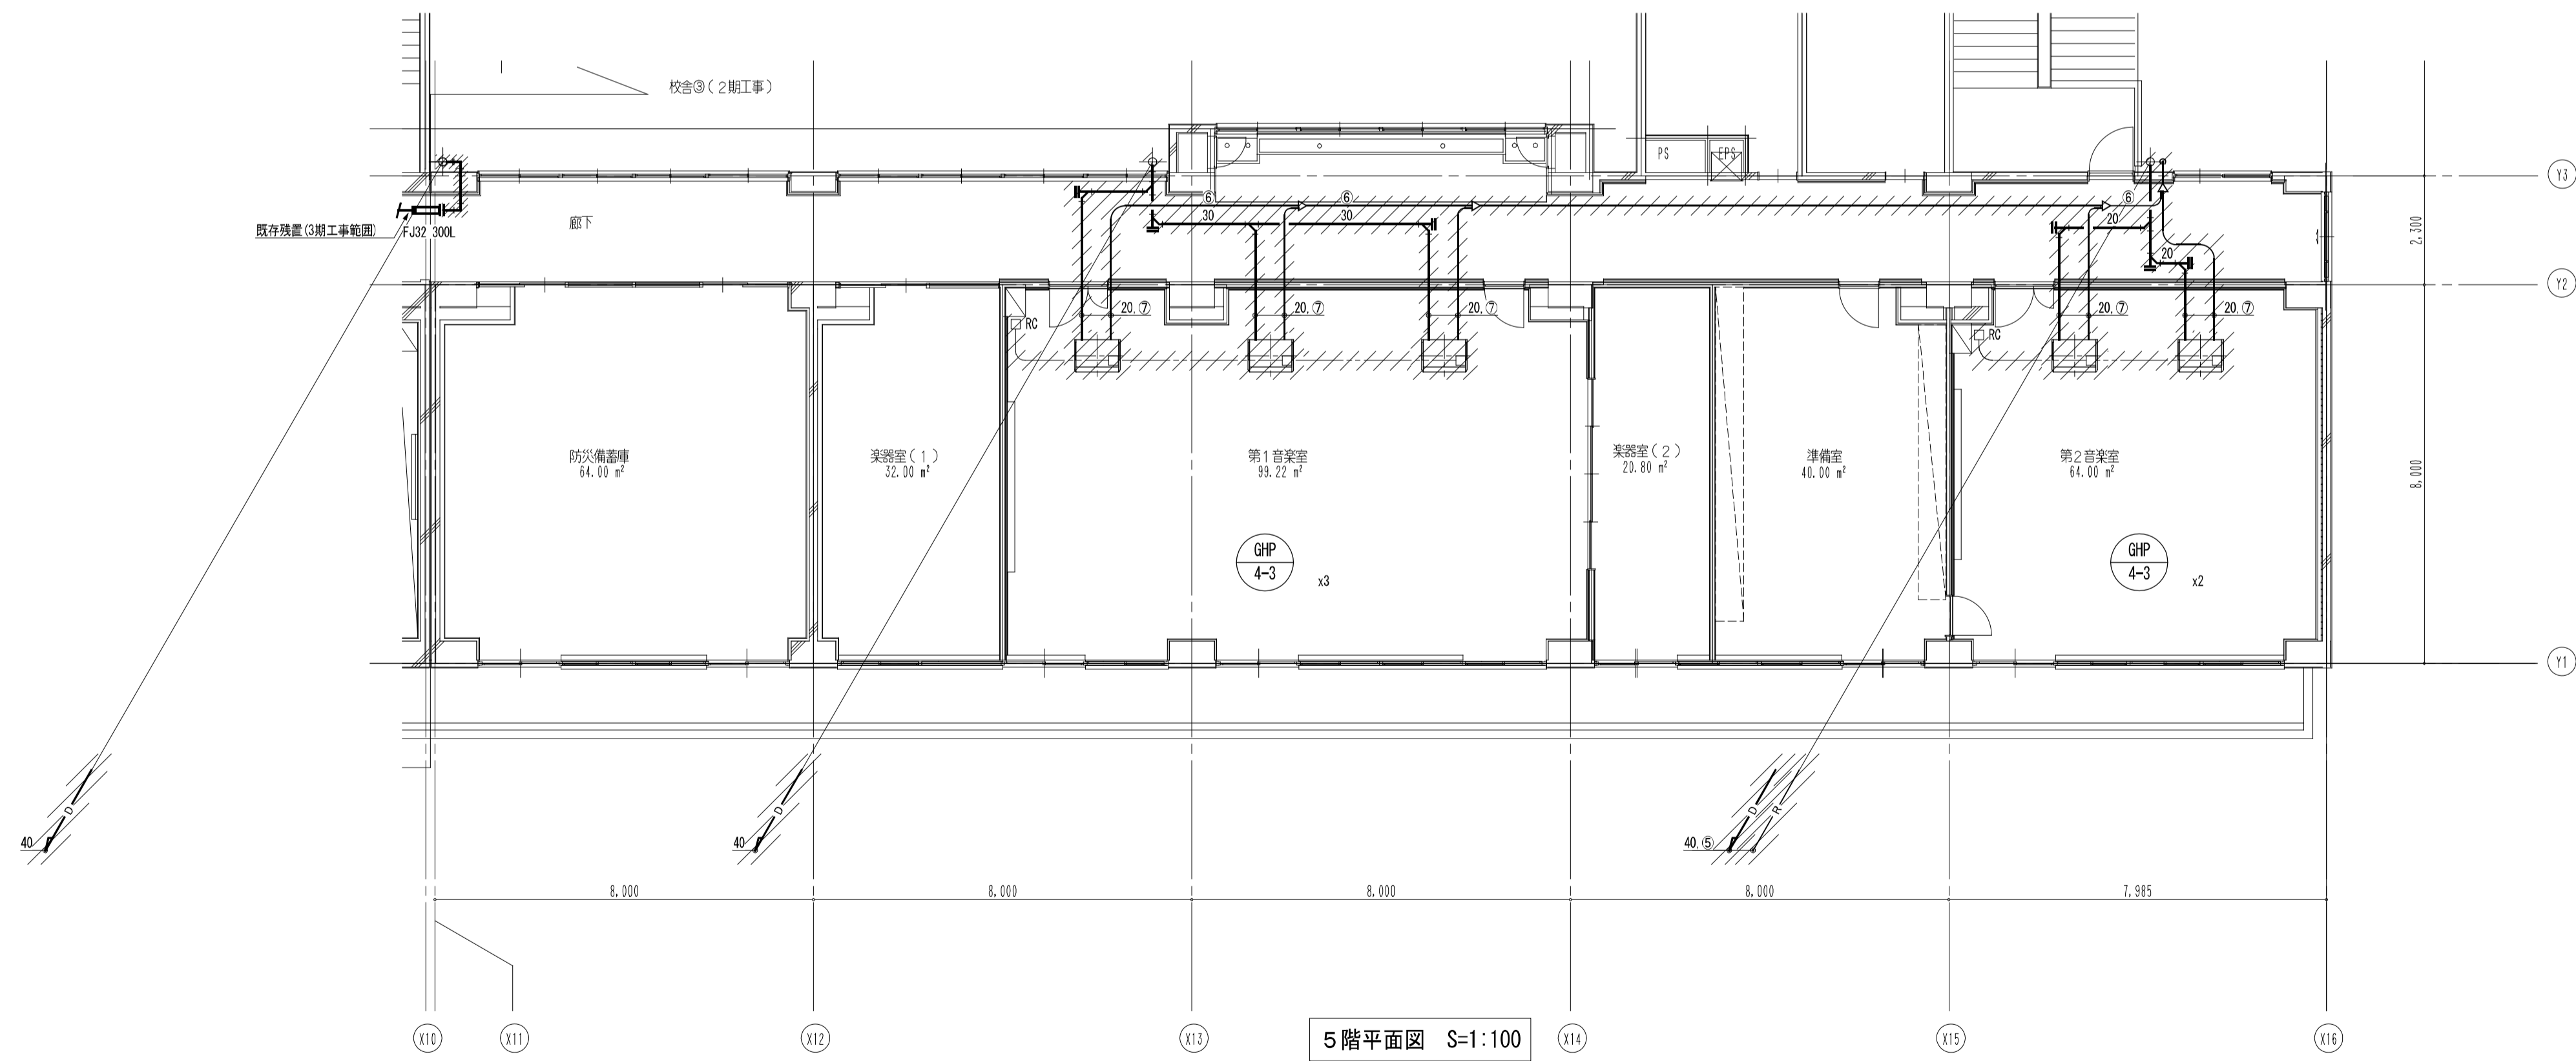 校舎③(2期工事)
PS
EPS
Y3
⑥
⑥
⑥
30
30
20
既存残置(3期工事範囲)
FJ32 300L
廊下
2,300
20
Y2
20,⑦
20,⑦
20,⑦
20,⑦
20,⑦
RC
RC
防災備蓄庫
64.00 m²
楽器室(1)
32.00 m²
第1音楽室
99.22 m²
楽器室(2)
20.80 m²
準備室
40.00 m²
第2音楽室
64.00 m²
8,000
GHP
4-3
x3
GHP
4-3
x2
Y1
D
D
D
R
40
40
40,⑤
8,000
8,000
8,000
8,000
7,985
X10
X11
X12
X13
X14
X15
X16
5階平面図 S=1:100